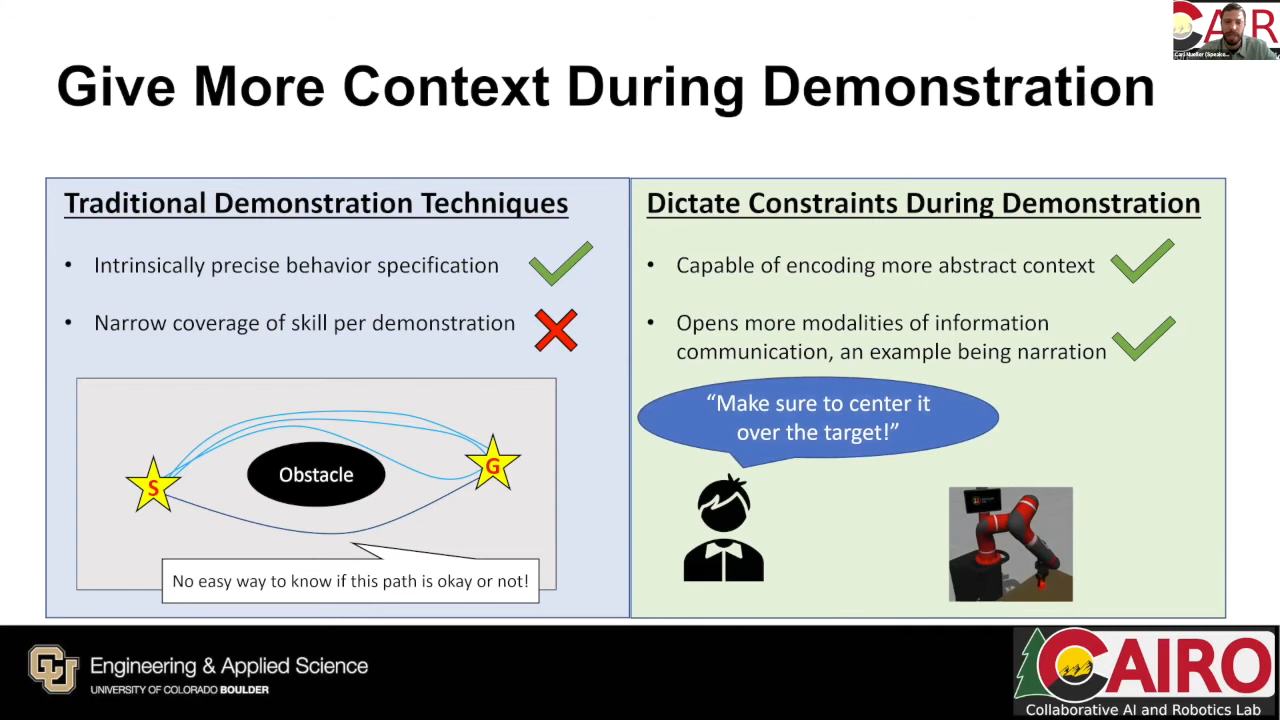 Give More Context During Demonstration
Traditional Demonstration Techniques
• Intrinsically precise behavior specification
• Narrow coverage of skill per demonstration
S
Obstacle
G
No easy way to know if this path is okay or not!
Dictate Constraints During Demonstration
• Capable of encoding more abstract context
• Opens more modalities of information
communication, an example being narration
“Make sure to center it
over the target!”
CU
Engineering & Applied Science
UNIVERSITY OF COLORADO BOULDER
CAIRO
Collaborative AI and Robotics Lab